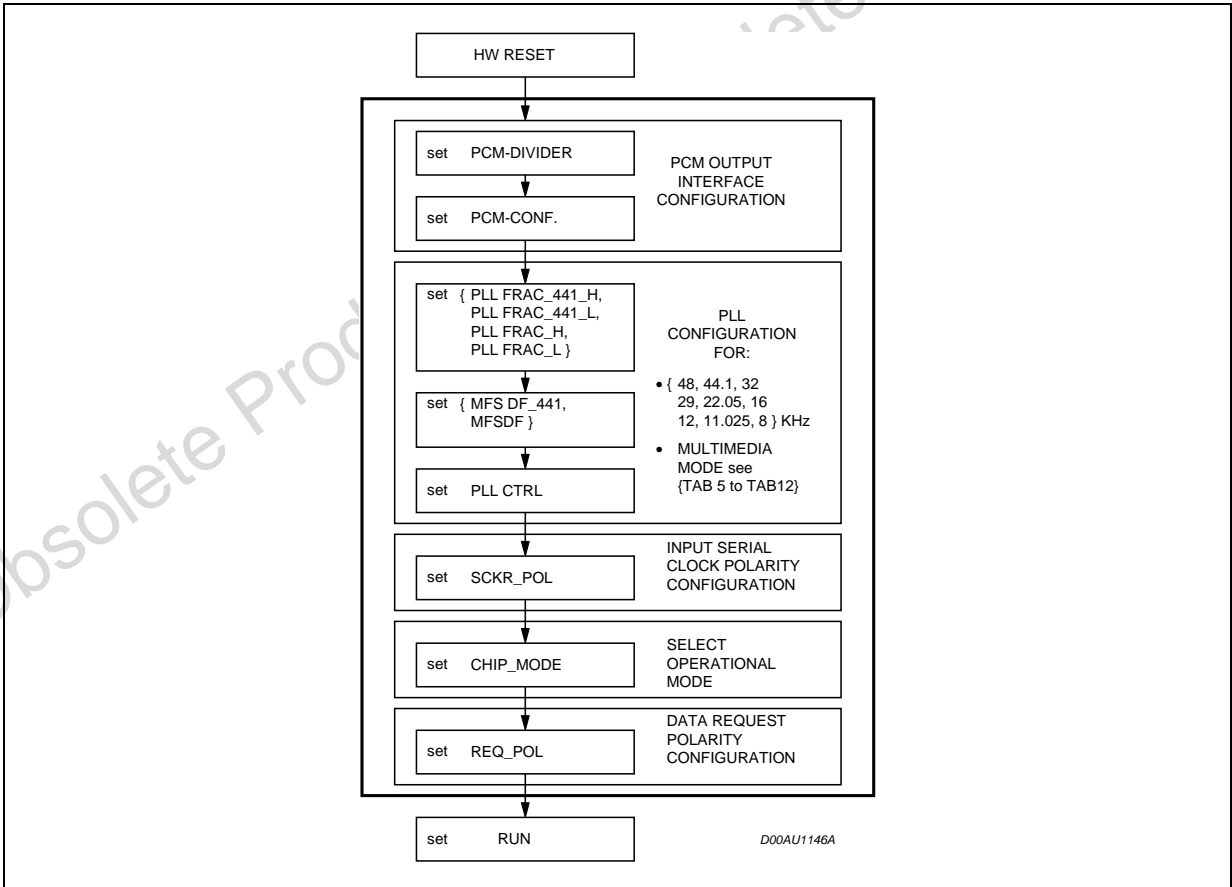 HW RESET
set PCM-DIVIDER
set PCM-CONF.
PCM OUTPUT
INTERFACE
CONFIGURATION
set { PLL FRAC_441_H,
PLL FRAC_441_L,
PLL FRAC_H,
PLL FRAC_L }
set { MFS DF_441,
MFSDF }
set PLL CTRL
PLL
CONFIGURATION
FOR:
• { 48, 44.1, 32
29, 22.05, 16
12, 11.025, 8 } KHz
• MULTIMEDIA
MODE see
{TAB 5 to TAB12}
set SCKR_POL
INPUT SERIAL
CLOCK POLARITY
CONFIGURATION
set CHIP_MODE
SELECT
OPERATIONAL
MODE
set REQ_POL
DATA REQUEST
POLARITY
CONFIGURATION
set RUN
D00AU1146A